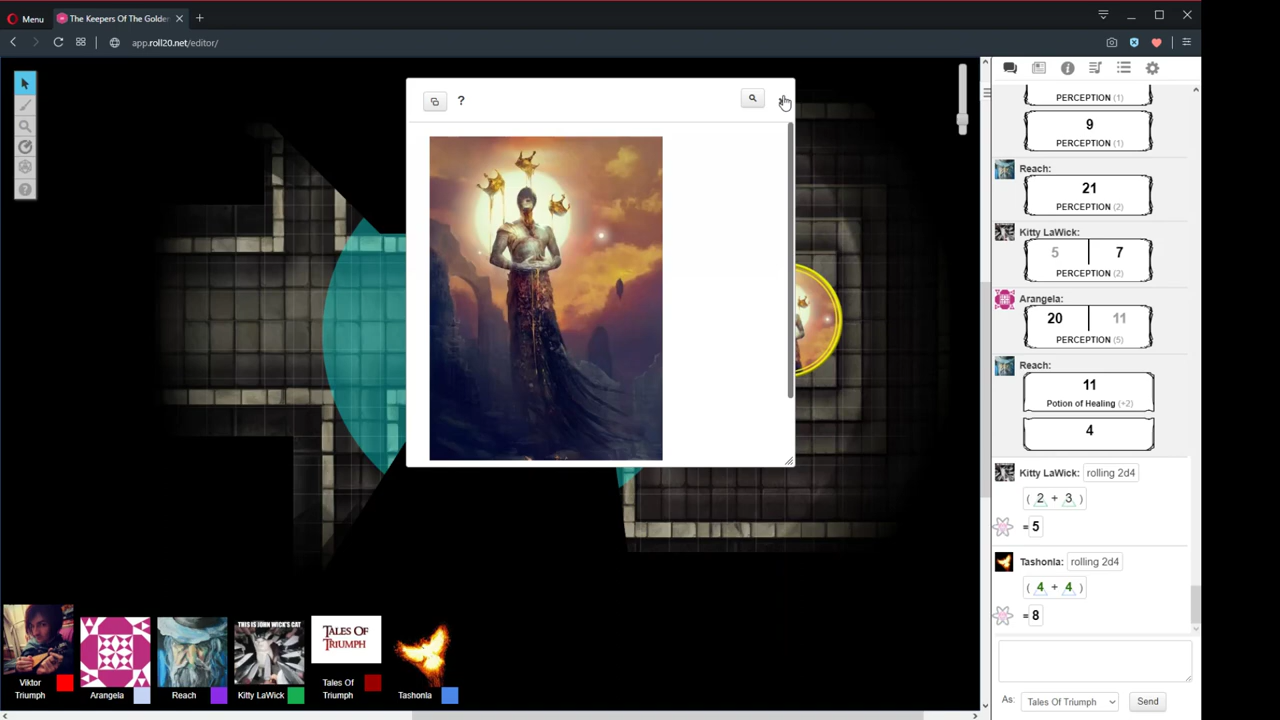 Menu
The Keepers Of The Golde
app.roll20.net/editor/
?
PERCEPTION (1)
9
PERCEPTION (1)
Reach:
21
PERCEPTION (2)
Kitty LaWick:
5 7
PERCEPTION (2)
Arangela:
20 11
PERCEPTION (5)
Reach:
11
Potion of Healing (+2)
4
Kitty LaWick: rolling 2d4
( 2 + 3 )
= 5
Tashonia: rolling 2d4
( 4 + 4 )
= 8
As: Tales Of Triumph
Send
Viktor
Triumph
Arangela
Reach
THIS IS JOHN WICK'S CAT
Kitty LaWick
TALES OF
TRIUMPH
Tales Of
Triumph
Tashonla